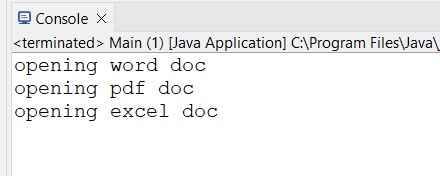 Console
<terminated> Main (1) [Java Application] C:\Program Files\Java\
opening word doc
opening pdf doc
opening excel doc